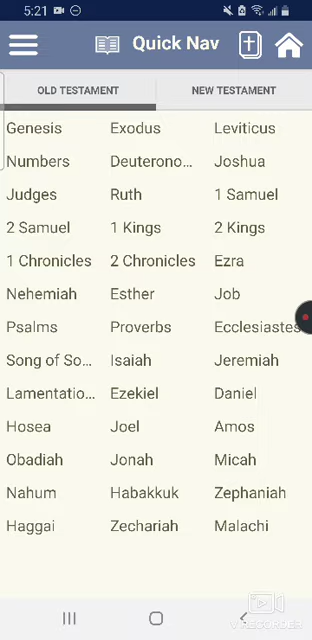 5:21
Quick Nav
OLD TESTAMENT NEW TESTAMENT
Genesis Exodus Leviticus
Numbers Deuterono... Joshua
Judges Ruth 1 Samuel
2 Samuel 1 Kings 2 Kings
1 Chronicles 2 Chronicles Ezra
Nehemiah Esther Job
Psalms Proverbs Ecclesiastes
Song of So... Isaiah Jeremiah
Lamentatio... Ezekiel Daniel
Hosea Joel Amos
Obadiah Jonah Micah
Nahum Habakkuk Zephaniah
Haggai Zechariah Malachi
V RECORDER